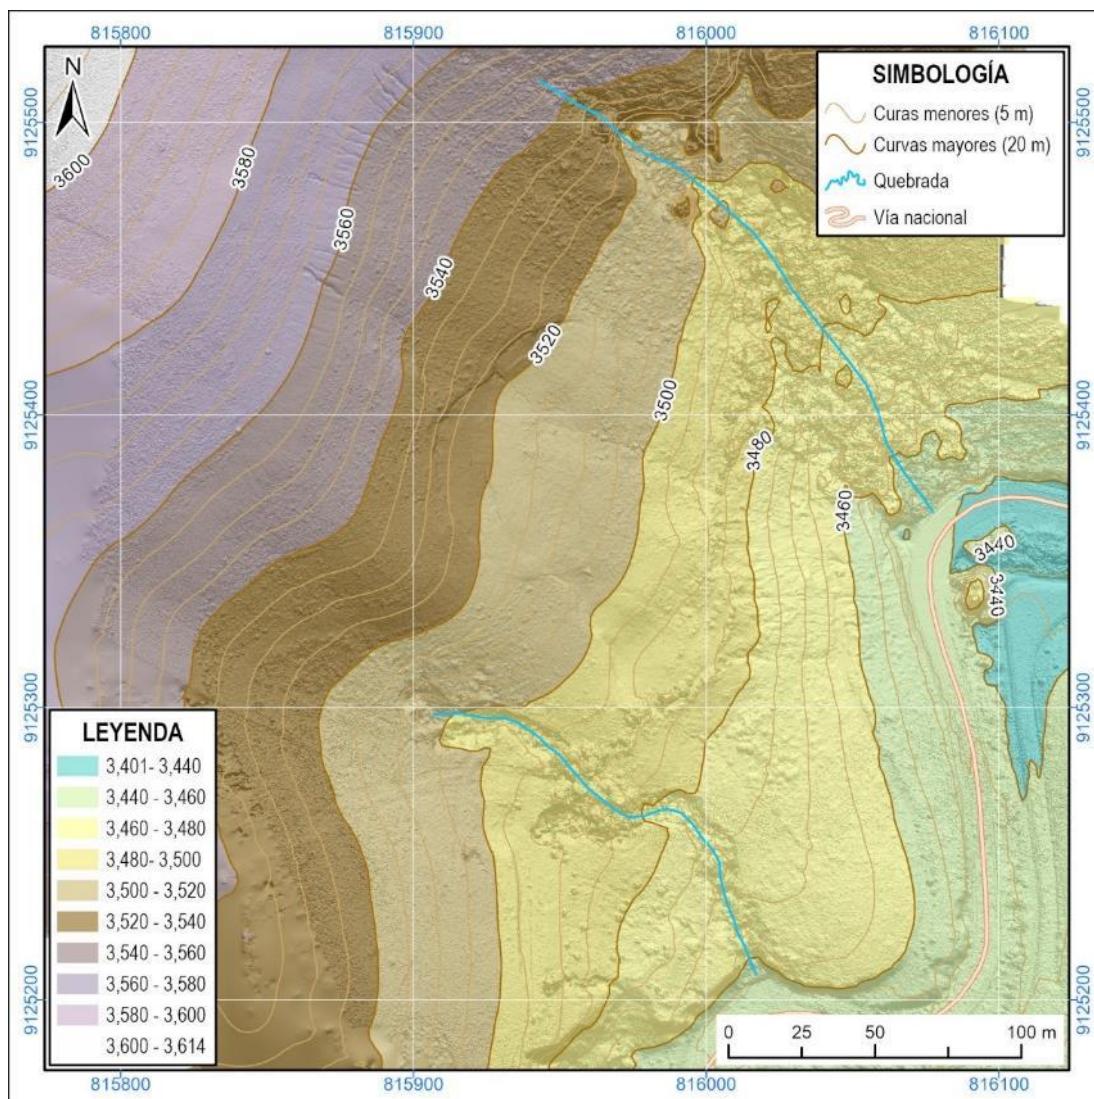 815800 815900 816000 816100
N
SIMBOLOGÍA
Curas menores (5 m)
Curvas mayores (20 m)
Quebrada
Vía nacional
9125500 9125500
3600
3580
3560
3540
3520
3500
3480
3460
3440
3440
9125400 9125400
9125300 9125300
9125200 9125200
LEYENDA
3,401- 3,440
3,440 - 3,460
3,460 - 3,480
3,480- 3,500
3,500 - 3,520
3,520 - 3,540
3,540 - 3,560
3,560 - 3,580
3,580 - 3,600
3,600 - 3,614
0 25 50 100 m
815800 815900 816000 816100